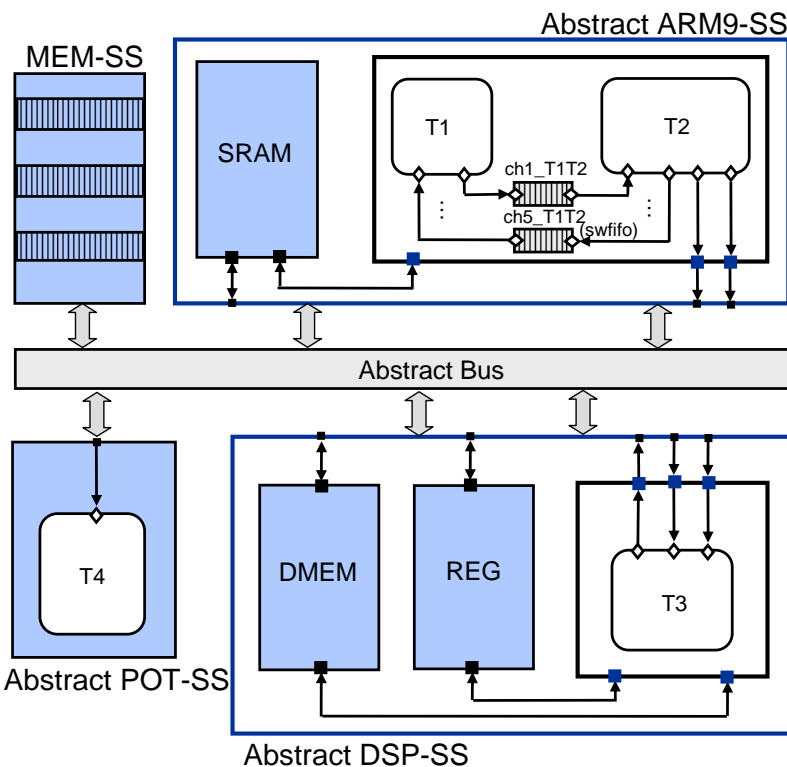 Abstract ARM9-SS
MEM-SS
T1
T2
SRAM
ch1_T1T2
...
...
ch5_T1T2
(swfifo)
Abstract Bus
T4
DMEM
REG
T3
Abstract POT-SS
Abstract DSP-SS